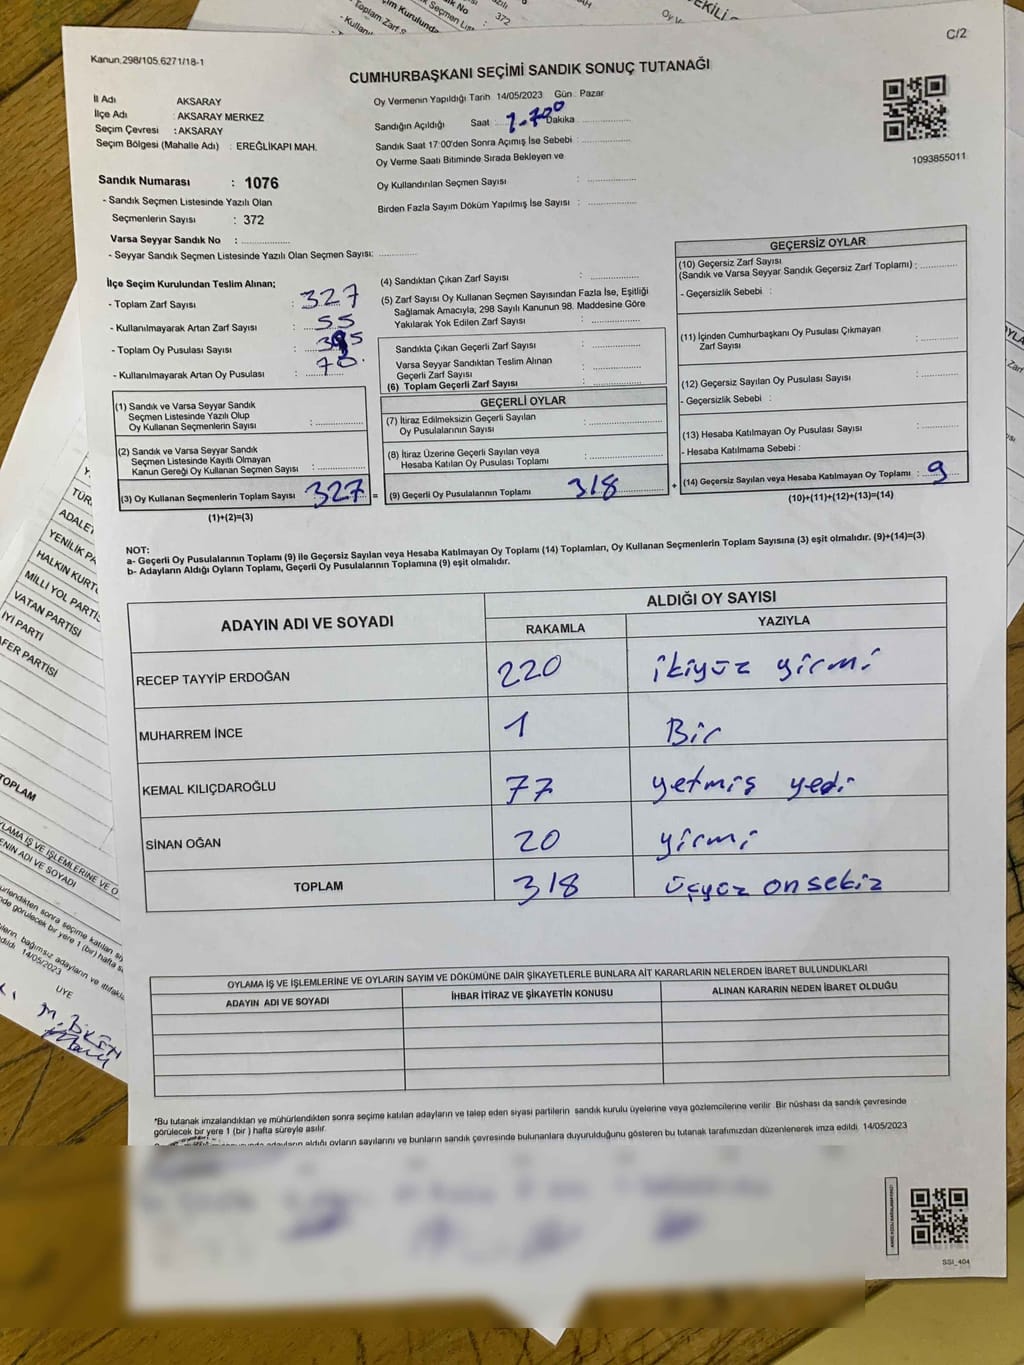 C/2
Kanun.298/105.6271/18-1
CUMHURBAŞKANI SEÇİMİ SANDIK SONUÇ TUTANAĞI
İl Adı AKSARAY
İlçe Adı : AKSARAY MERKEZ
Seçim Çevresi : AKSARAY
Seçim Bölgesi (Mahalle Adı) : EREĞLİKAPI MAH.
Sandık Numarası : 1076
- Sandık Seçmen Listesinde Yazılı Olan
Seçmenlerin Sayısı : 372
Varsa Seyyar Sandık No :
- Seyyar Sandık Seçmen Listesinde Yazılı Olan Seçmen Sayısı:
Oy Vermenin Yapıldığı Tarih 14/05/2023 Gün : Pazar
Sandığın Açıldığı Saat : Dakika
Sandık Saat 17:00'den Sonra Açımış İse Sebebi :
Oy Verme Saati Bitiminde Sırada Bekleyen ve
Oy Kullandırılan Seçmen Sayısı :
Birden Fazla Sayım Döküm Yapılmış İse Sayısı :
1093855011
İlçe Seçim Kurulundan Teslim Alınan;
- Toplam Zarf Sayısı : 327
- Kullanılmayarak Artan Zarf Sayısı : 55
- Toplam Oy Pusulası Sayısı :
- Kullanılmayarak Artan Oy Pusulası : 70
(1) Sandık ve Varsa Seyyar Sandık
Seçmen Listesinde Yazılı Olup
Oy Kullanan Seçmenlerin Sayısı :
(2) Sandık ve Varsa Seyyar Sandık
Seçmen Listesinde Kayıtlı Olmayan
Kanun Gereği Oy Kullanan Seçmen Sayısı :
(3) Oy Kullanan Seçmenlerin Toplam Sayısı 327 =
(1)+(2)=(3)
(4) Sandıktan Çıkan Zarf Sayısı :
(5) Zarf Sayısı Oy Kullanan Seçmen Sayısından Fazla İse, Eşitliği
Sağlamak Amacıyla, 298 Sayılı Kanunun 98. Maddesine Göre
Yakılarak Yok Edilen Zarf Sayısı :
Sandıkta Çıkan Geçerli Zarf Sayısı :
Varsa Seyyar Sandıktan Teslim Alınan
Geçerli Zarf Sayısı :
(6) Toplam Geçerli Zarf Sayısı :
GEÇERLİ OYLAR
(7) İtiraz Edilmeksizin Geçerli Sayılan
Oy Pusulalarının Sayısı :
(8) İtiraz Üzerine Geçerli Sayılan veya
Hesaba Katılan Oy Pusulası Toplamı :
(9) Geçerli Oy Pusulalarının Toplamı : 318 +
GEÇERSİZ OYLAR
(10) Geçersiz Zarf Sayısı
(Sandık ve Varsa Seyyar Sandık Geçersiz Zarf Toplamı) :
- Geçersizlik Sebebi :
(11) İçinden Cumhurbaşkanı Oy Pusulası Çıkmayan
Zarf Sayısı :
(12) Geçersiz Sayılan Oy Pusulası Sayısı :
- Geçersizlik Sebebi :
(13) Hesaba Katılmayan Oy Pusulası Sayısı :
- Hesaba Katılmama Sebebi :
(14) Geçersiz Sayılan veya Hesaba Katılmayan Oy Toplamı : 9
(10)+(11)+(12)+(13)=(14)
NOT:
a- Geçerli Oy Pusulalarının Toplamı (9) ile Geçersiz Sayılan veya Hesaba Katılmayan Oy Toplamı (14) Toplamları, Oy Kullanan Seçmenlerin Toplam Sayısına (3) eşit olmalıdır. (9)+(14)=(3)
b- Adayların Aldığı Oyların Toplamı, Geçerli Oy Pusulalarının Toplamına (9) eşit olmalıdır.
ADAYIN ADI VE SOYADI ALDIĞI OY SAYISI
RAKAMLA YAZIYLA
RECEP TAYYİP ERDOĞAN 220 ikiyüz yirmi
MUHARREM İNCE 1 Bir
KEMAL KILIÇDAROĞLU 77 yetmiş yedi
SİNAN OĞAN 20 yirmi
TOPLAM 318 üçyüz on sekiz
OYLAMA İŞ VE İŞLEMLERİNE VE OYLARIN SAYIM VE DÖKÜMÜNE DAİR ŞİKAYETLERLE BUNLARA AİT KARARLARIN NELERDEN İBARET BULUNDUKLARI
ADAYIN ADI VE SOYADI İHBAR İTİRAZ VE ŞİKAYETİN KONUSU ALINAN KARARIN NEDEN İBARET OLDUĞU
*Bu tutanak imzalandıktan ve mühürlendikten sonra seçime katılan adayların ve talep eden siyasi partilerin sandık kurulu üyelerine veya gözlemcilerine verilir. Bir nüshası da sandık çevresinde
görülecek bir yere 1 (bir) hafta süreyle asılır.
adayların aldığı oyların sayılarını ve bunların sandık çevresinde bulunanlara duyurulduğunu gösteren bu tutanak tarafımızdan düzenlenerek imza edildi. 14/05/2023
SSI_404
YENİLİK
HALKIN
MİLLİ YOL
VATAN PARTİSİ
İYİ PARTİ
PARTİSİ
TOPLAM
14/05/2023
ÜYE